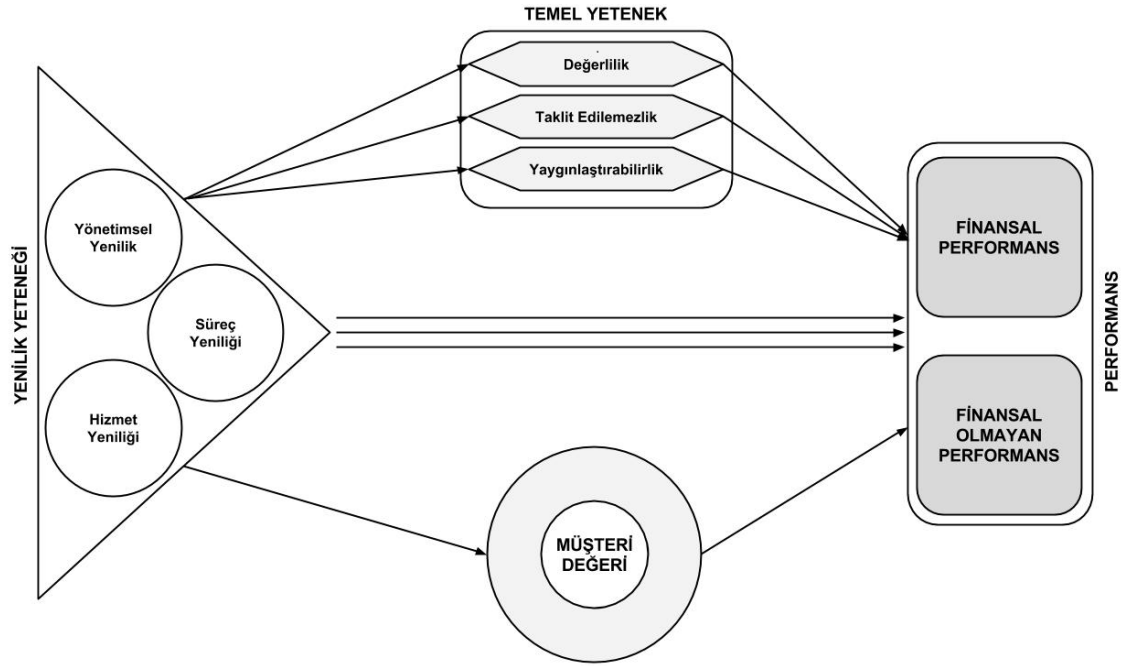 TEMEL YETENEK
Değerlilik
Taklit Edilemezlik
Yaygınlaştırabilirlik
YENİLİK YETENEĞİ
Yönetimsel
Yenilik
Süreç
Yeniliği
Hizmet
Yeniliği
MÜŞTERİ
DEĞERİ
FİNANSAL
PERFORMANS
FİNANSAL
OLMAYAN
PERFORMANS
PERFORMANS